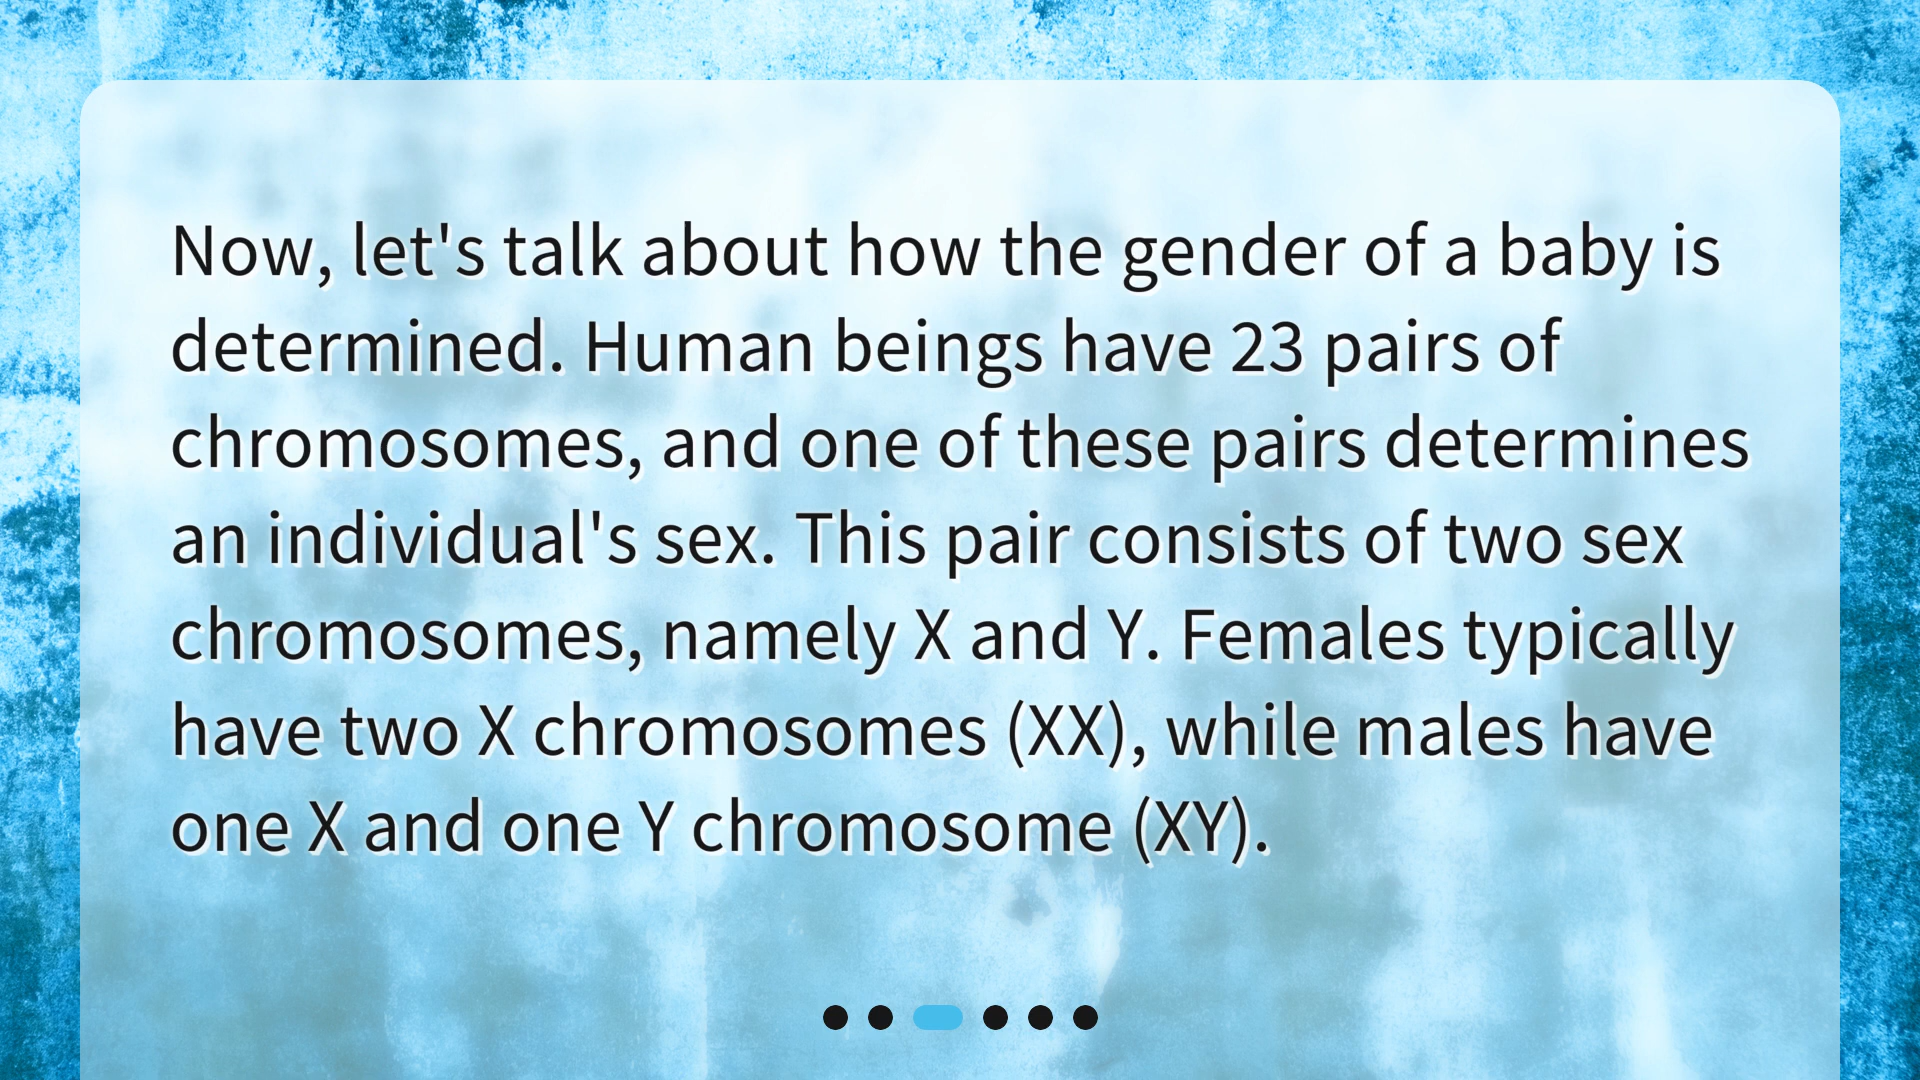 Now, let's talk about how the gender of a baby is
determined. Human beings have 23 pairs of
chromosomes, and one of these pairs determines
an individual's sex. This pair consists of two sex
chromosomes, namely X and Y. Females typically
have two X chromosomes (XX), while males have
one X and one Y chromosome (XY).